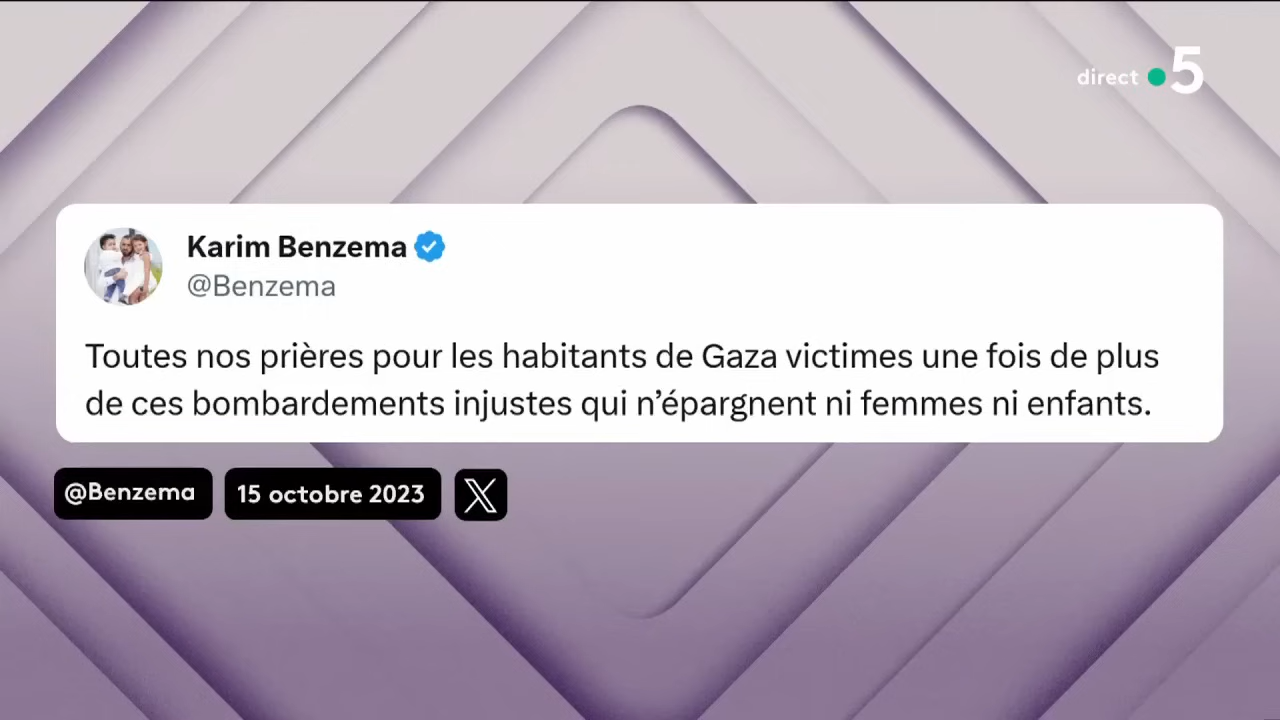 direct 5
Karim Benzema
@Benzema
Toutes nos prières pour les habitants de Gaza victimes une fois de plus
de ces bombardements injustes qui n’épargnent ni femmes ni enfants.
@Benzema
15 octobre 2023
X